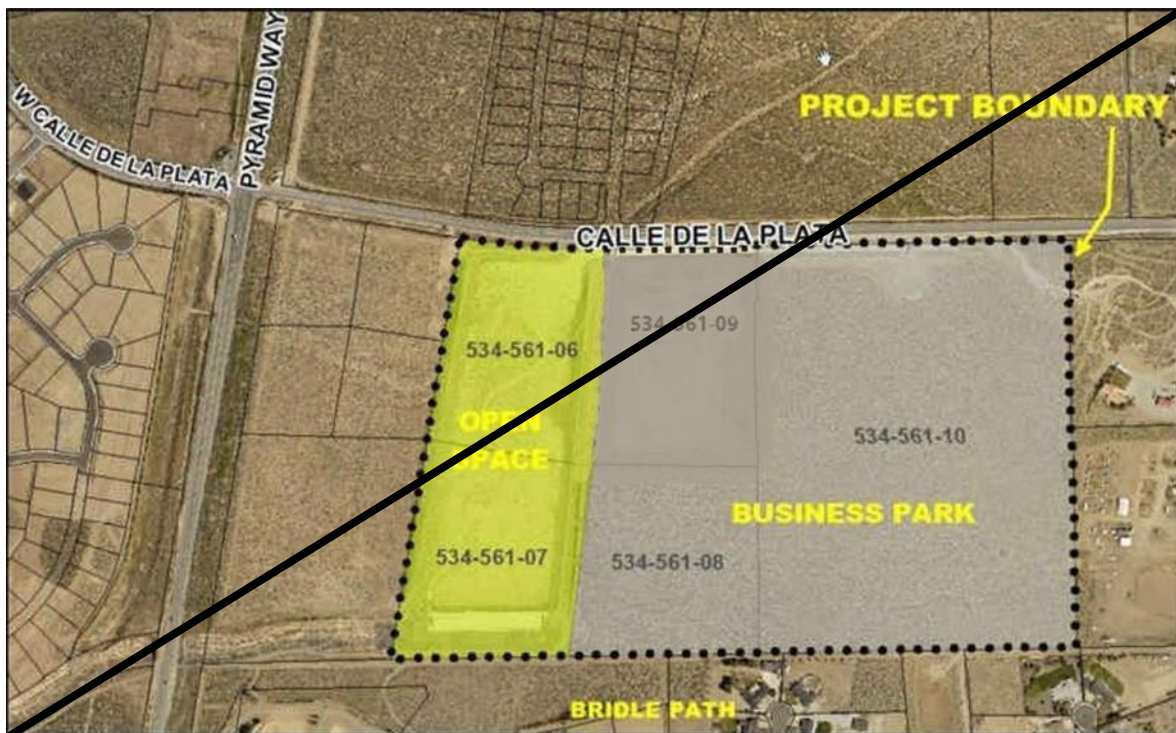 PROJECT BOUNDARY
W CALLE DE LA PLATA
PYRAMID WAY
CALLE DE LA PLATA
534-561-06
534-561-09
OPEN
SPACE
534-561-10
BUSINESS PARK
534-561-07
534-561-08
BRIDLE PATH